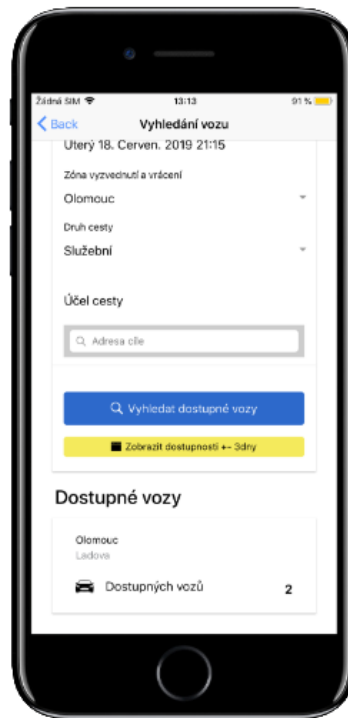 Žádná SIM 13:13 91 %
Back Vyhledání vozu
Úterý 18. Červen. 2019 21:15
Zóna vyzvednutí a vrácení
Olomouc
Druh cesty
Služební
Účel cesty
Adresa cíle
Vyhledat dostupné vozy
Zobrazit dostupnosti +- 3dny
Dostupné vozy
Olomouc
Ladova
Dostupných vozů 2